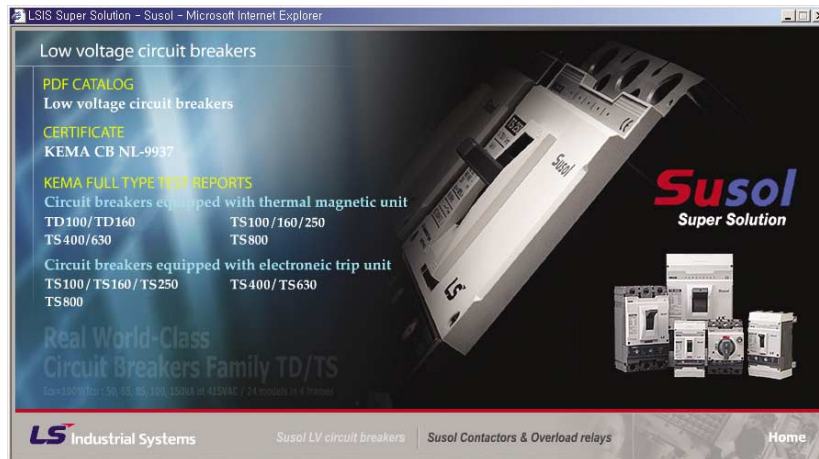 LSIS Super Solution - Susol - Microsoft Internet Explorer
Low voltage circuit breakers
PDF CATALOG
Low voltage circuit breakers
CERTIFICATE
KEMA CB NL-9937
KEMA FULL TYPE TEST REPORTS
Circuit breakers equipped with thermal magnetic unit
TD100/TD160 TS100/160/250
TS400/630 TS800
Circuit breakers equipped with electroneic trip unit
TS100/TS160/TS250 TS400/TS630
TS800
Real World-Class
Circuit Breakers Family TD/TS
Susol
LS
Susol
Super Solution
LS Industrial Systems
Susol LV circuit breakers Susol Contactors & Overload relays Home